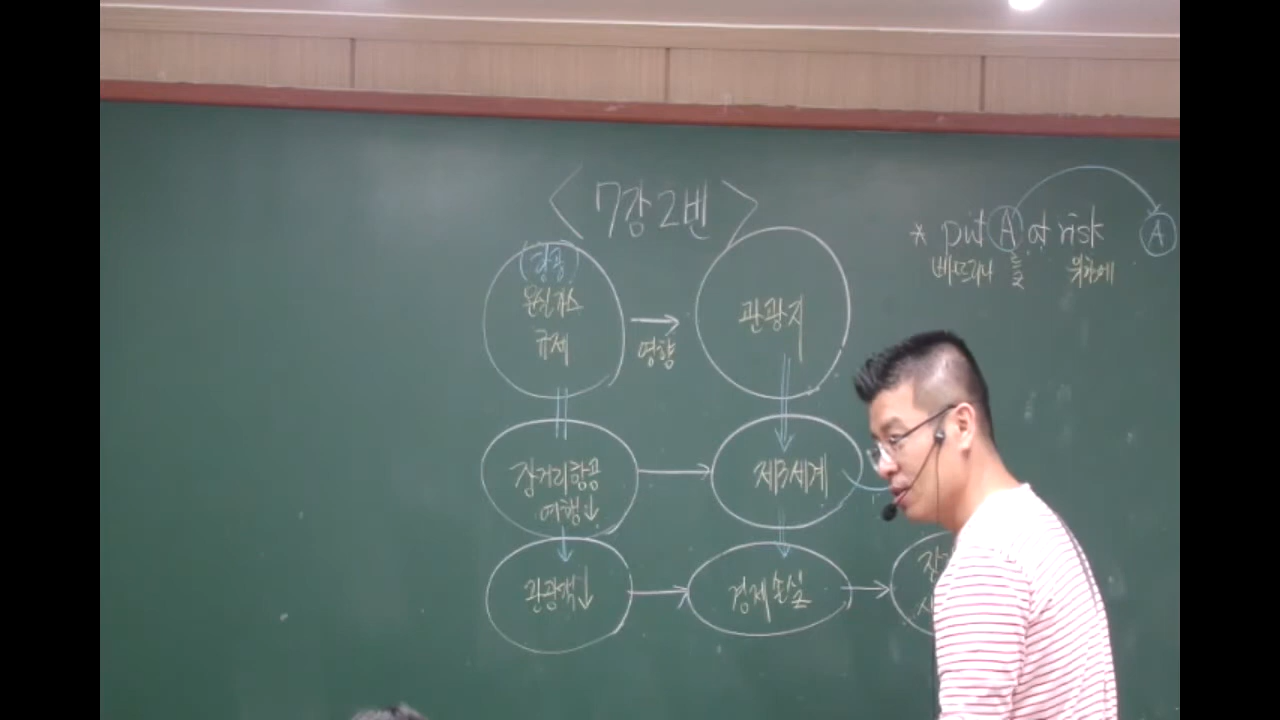 <7강 2번>
(항공)
온실가스
규제
영향
관광지
장거리항공
여행↓
제3세계
관광객↓
경제손실
* put A at risk
A
빠뜨리다
를
위험에